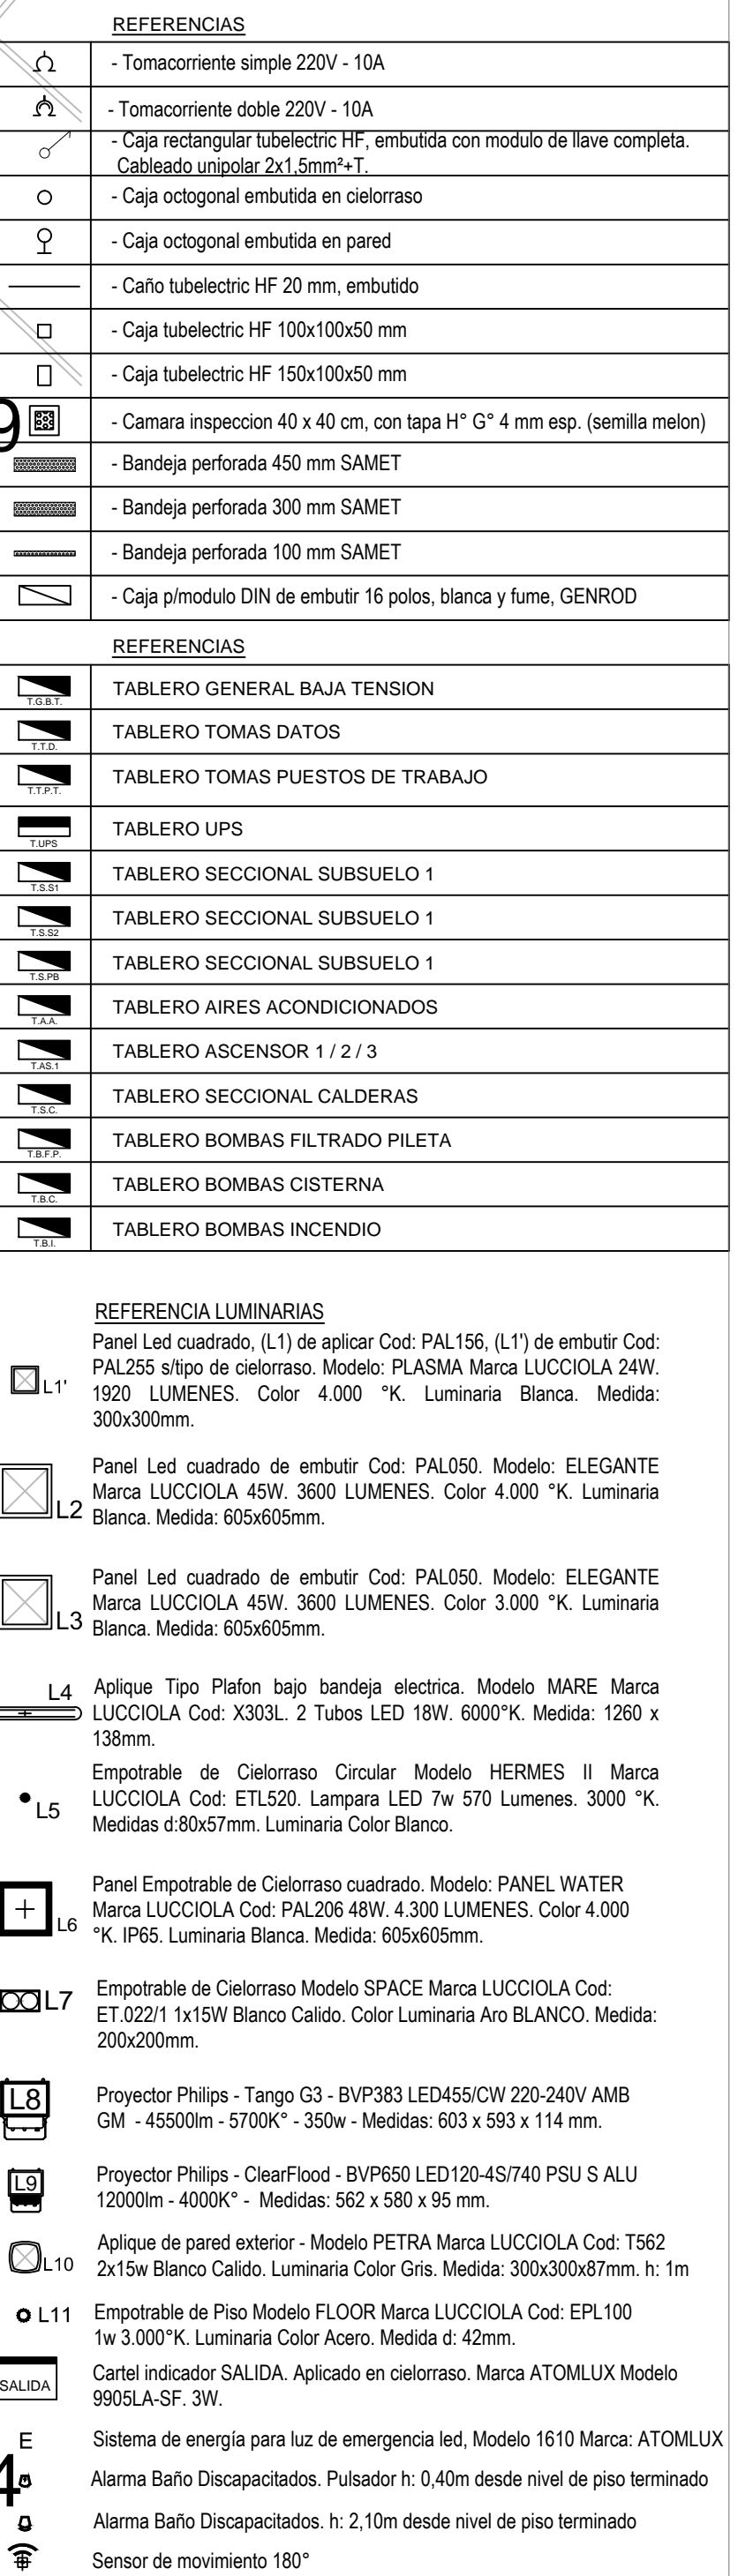 REFERENCIAS
- Tomacorriente simple 220V - 10A
- Tomacorriente doble 220V - 10A
- Caja rectangular tubelectric HF, embutida con modulo de llave completa.
Cableado unipolar 2x1,5mm²+T.
- Caja octogonal embutida en cielorraso
- Caja octogonal embutida en pared
- Caño tubelectric HF 20 mm, embutido
- Caja tubelectric HF 100x100x50 mm
- Caja tubelectric HF 150x100x50 mm
9
- Camara inspeccion 40 x 40 cm, con tapa H° G° 4 mm esp. (semilla melon)
- Bandeja perforada 450 mm SAMET
- Bandeja perforada 300 mm SAMET
- Bandeja perforada 100 mm SAMET
- Caja p/modulo DIN de embutir 16 polos, blanca y fume, GENROD
REFERENCIAS
T.G.B.T. TABLERO GENERAL BAJA TENSION
T.T.D. TABLERO TOMAS DATOS
T.T.P.T. TABLERO TOMAS PUESTOS DE TRABAJO
T.UPS TABLERO UPS
T.S.S1 TABLERO SECCIONAL SUBSUELO 1
T.S.S2 TABLERO SECCIONAL SUBSUELO 1
T.S.PB TABLERO SECCIONAL SUBSUELO 1
T.A.A. TABLERO AIRES ACONDICIONADOS
T.AS.1 TABLERO ASCENSOR 1 / 2 / 3
T.S.C. TABLERO SECCIONAL CALDERAS
T.B.F.P. TABLERO BOMBAS FILTRADO PILETA
T.B.C. TABLERO BOMBAS CISTERNA
T.B.I. TABLERO BOMBAS INCENDIO
REFERENCIA LUMINARIAS
L1'
Panel Led cuadrado, (L1) de aplicar Cod: PAL156, (L1') de embutir Cod:
PAL255 s/tipo de cielorraso. Modelo: PLASMA Marca LUCCIOLA 24W.
1920 LUMENES. Color 4.000 °K. Luminaria Blanca. Medida:
300x300mm.
L2
Panel Led cuadrado de embutir Cod: PAL050. Modelo: ELEGANTE
Marca LUCCIOLA 45W. 3600 LUMENES. Color 4.000 °K. Luminaria
Blanca. Medida: 605x605mm.
L3
Panel Led cuadrado de embutir Cod: PAL050. Modelo: ELEGANTE
Marca LUCCIOLA 45W. 3600 LUMENES. Color 3.000 °K. Luminaria
Blanca. Medida: 605x605mm.
L4
Aplique Tipo Plafon bajo bandeja electrica. Modelo MARE Marca
LUCCIOLA Cod: X303L. 2 Tubos LED 18W. 6000°K. Medida: 1260 x
138mm.
L5
Empotrable de Cielorraso Circular Modelo HERMES II Marca
LUCCIOLA Cod: ETL520. Lampara LED 7w 570 Lumenes. 3000 °K.
Medidas d:80x57mm. Luminaria Color Blanco.
L6
Panel Empotrable de Cielorraso cuadrado. Modelo: PANEL WATER
Marca LUCCIOLA Cod: PAL206 48W. 4.300 LUMENES. Color 4.000
°K. IP65. Luminaria Blanca. Medida: 605x605mm.
L7
Empotrable de Cielorraso Modelo SPACE Marca LUCCIOLA Cod:
ET.022/1 1x15W Blanco Calido. Color Luminaria Aro BLANCO. Medida:
200x200mm.
L8
Proyector Philips - Tango G3 - BVP383 LED455/CW 220-240V AMB
GM - 45500lm - 5700K° - 350w - Medidas: 603 x 593 x 114 mm.
L9
Proyector Philips - ClearFlood - BVP650 LED120-4S/740 PSU S ALU
12000lm - 4000K° - Medidas: 562 x 580 x 95 mm.
L10
Aplique de pared exterior - Modelo PETRA Marca LUCCIOLA Cod: T562
2x15w Blanco Calido. Luminaria Color Gris. Medida: 300x300x87mm. h: 1m
L11
Empotrable de Piso Modelo FLOOR Marca LUCCIOLA Cod: EPL100
1w 3.000°K. Luminaria Color Acero. Medida d: 42mm.
SALIDA
Cartel indicador SALIDA. Aplicado en cielorraso. Marca ATOMLUX Modelo
9905LA-SF. 3W.
E Sistema de energía para luz de emergencia led, Modelo 1610 Marca: ATOMLUX
4
Alarma Baño Discapacitados. Pulsador h: 0,40m desde nivel de piso terminado
Alarma Baño Discapacitados. h: 2,10m desde nivel de piso terminado
Sensor de movimiento 180°